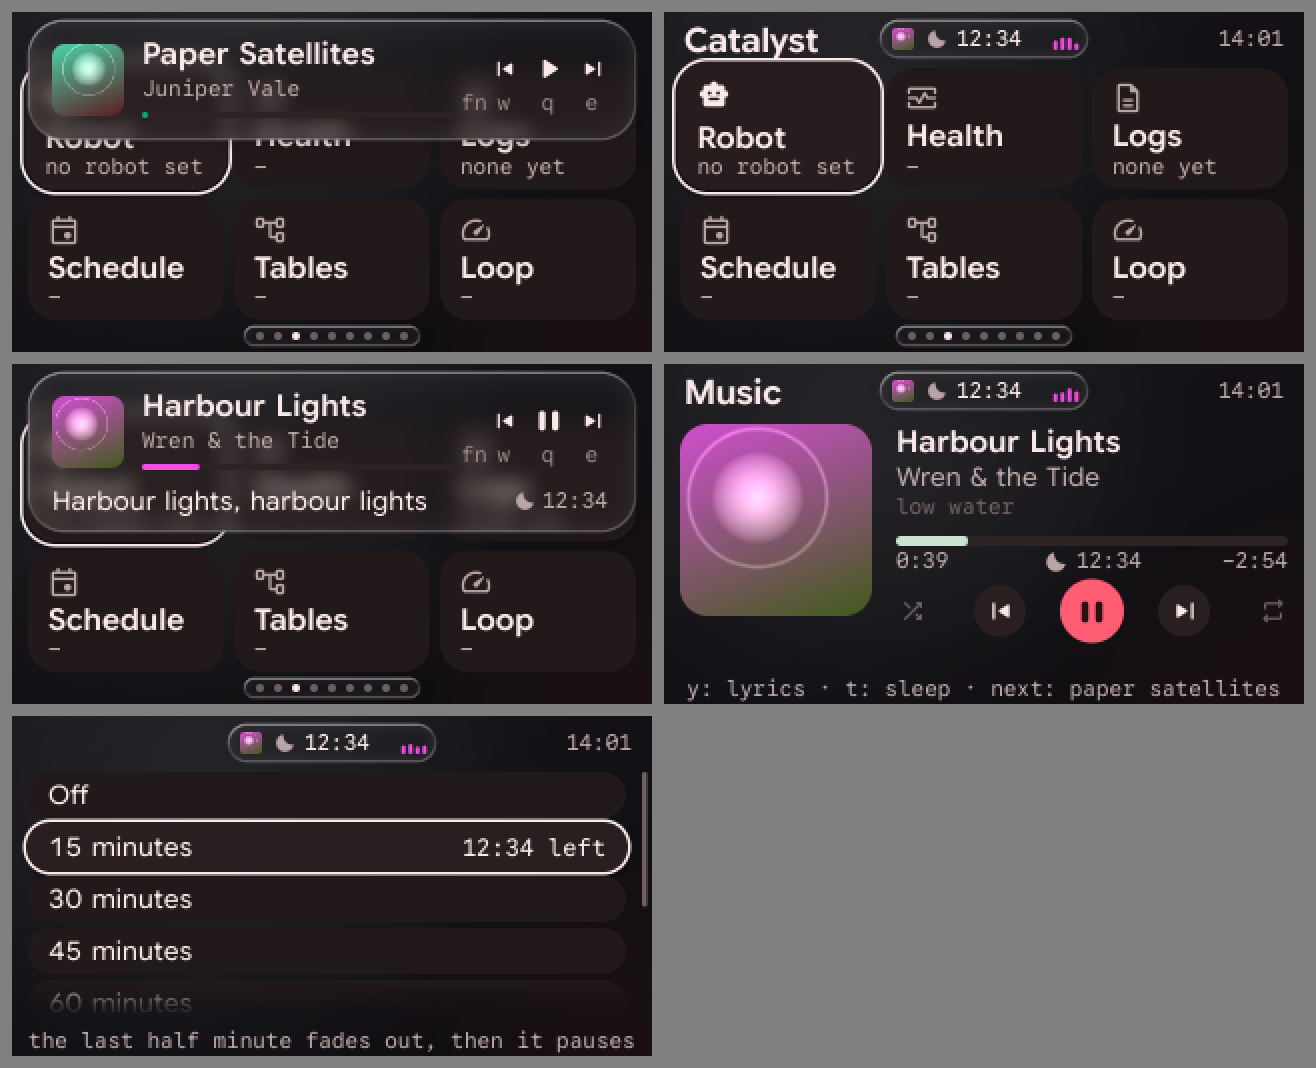 Paper Satellites
Juniper Vale
fn w q e
Robot
Health
Logs
no robot set
–
none yet
Schedule
Tables
Loop
–
–
–
Catalyst
12:34
14:01
Robot
Health
Logs
no robot set
–
none yet
Schedule
Tables
Loop
–
–
–
Harbour Lights
Wren & the Tide
fn w q e
Harbour lights, harbour lights
12:34
Schedule
Tables
Loop
–
–
–
Music
12:34
14:01
Harbour Lights
Wren & the Tide
low water
0:39
12:34
-2:54
y: lyrics · t: sleep · next: paper satellites
12:34
14:01
Off
15 minutes
12:34 left
30 minutes
45 minutes
60 minutes
the last half minute fades out, then it pauses